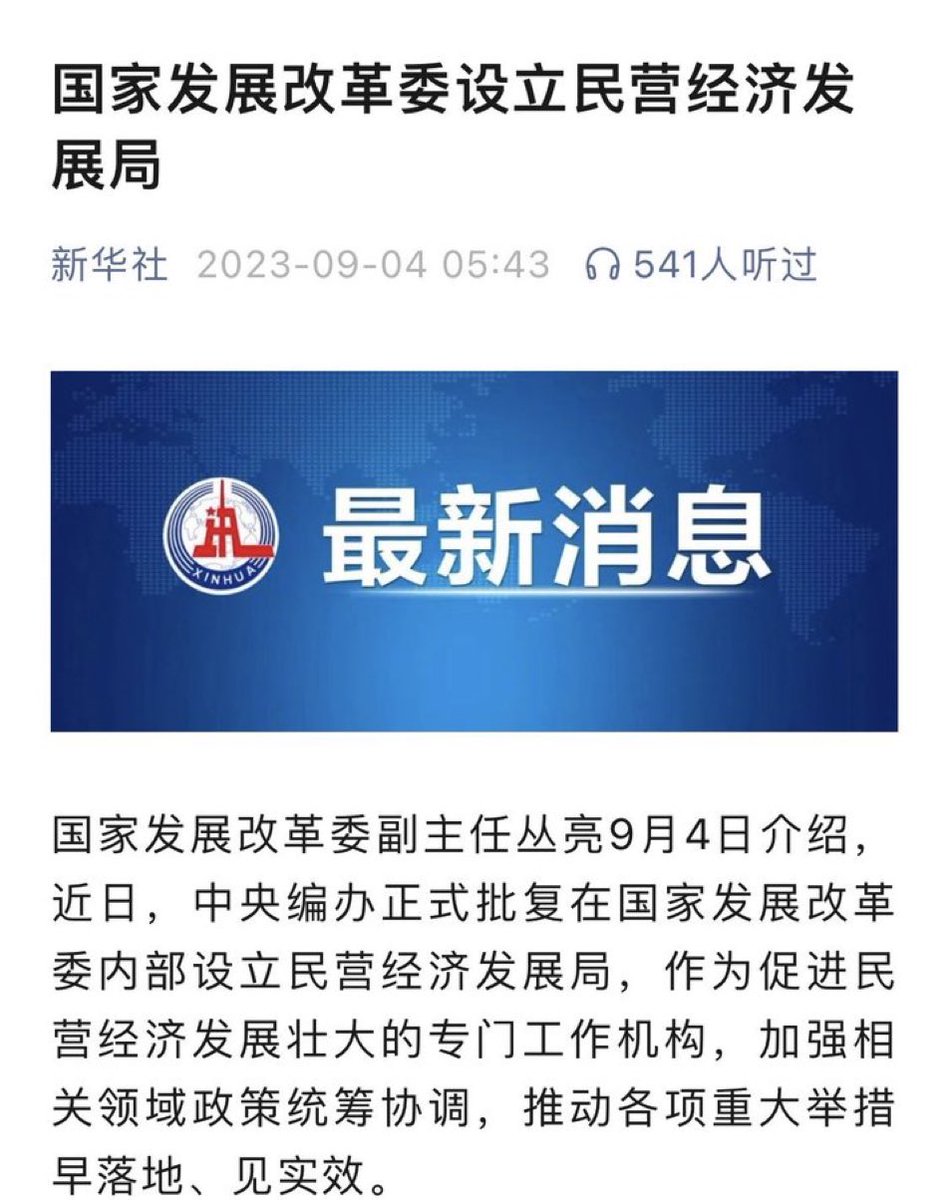 国家发展改革委设立民营经济发
展局
新华社 2023-09-04 05:43 541人听过
最新消息
XINHUA
国家发展改革委副主任丛亮9月4日介绍，
近日，中央编办正式批复在国家发展改革
委内部设立民营经济发展局，作为促进民
营经济发展壮大的专门工作机构，加强相
关领域政策统筹协调，推动各项重大举措
早落地、见实效。